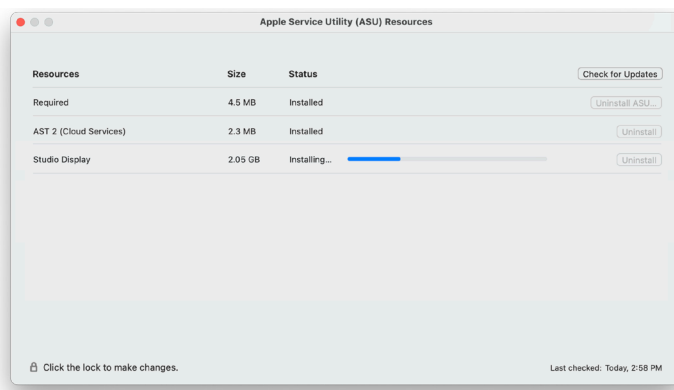 Apple Service Utility (ASU) Resources
Resources Size Status Check for Updates
Required 4.5 MB Installed Uninstall ASU...
AST 2 (Cloud Services) 2.3 MB Installed Uninstall
Studio Display 2.05 GB Installing... Uninstall
Click the lock to make changes. Last checked: Today, 2:58 PM